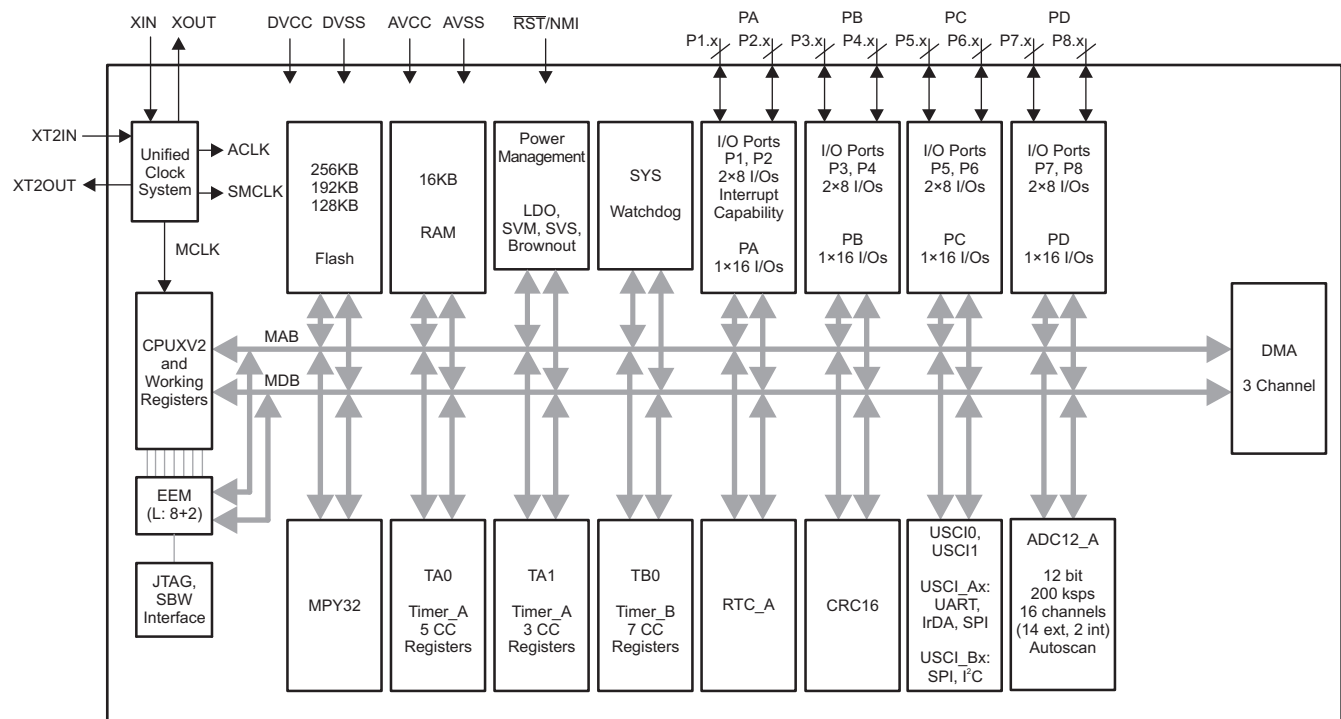 XIN XOUT DVCC DVSS AVCC AVSS RST/NMI
PA PB PC PD
P1.x P2.x P3.x P4.x P5.x P6.x P7.x P8.x
XT2IN
XT2OUT
Unified
Clock
System
ACLK
SMCLK
MCLK
256KB
192KB
128KB
Flash
16KB
RAM
Power
Management
LDO,
SVM, SVS,
Brownout
SYS
Watchdog
I/O Ports
P1, P2
2×8 I/Os
Interrupt
Capability
PA
1×16 I/Os
I/O Ports
P3, P4
2×8 I/Os
PB
1×16 I/Os
I/O Ports
P5, P6
2×8 I/Os
PC
1×16 I/Os
I/O Ports
P7, P8
2×8 I/Os
PD
1×16 I/Os
CPUXV2
and
Working
Registers
MAB
MDB
DMA
3 Channel
EEM
(L: 8+2)
JTAG,
SBW
Interface
MPY32
TA0
Timer_A
5 CC
Registers
TA1
Timer_A
3 CC
Registers
TB0
Timer_B
7 CC
Registers
RTC_A
CRC16
USCI0,
USCI1
USCI_Ax:
UART,
IrDA, SPI
USCI_Bx:
SPI, I²C
ADC12_A
12 bit
200 ksps
16 channels
(14 ext, 2 int)
Autoscan